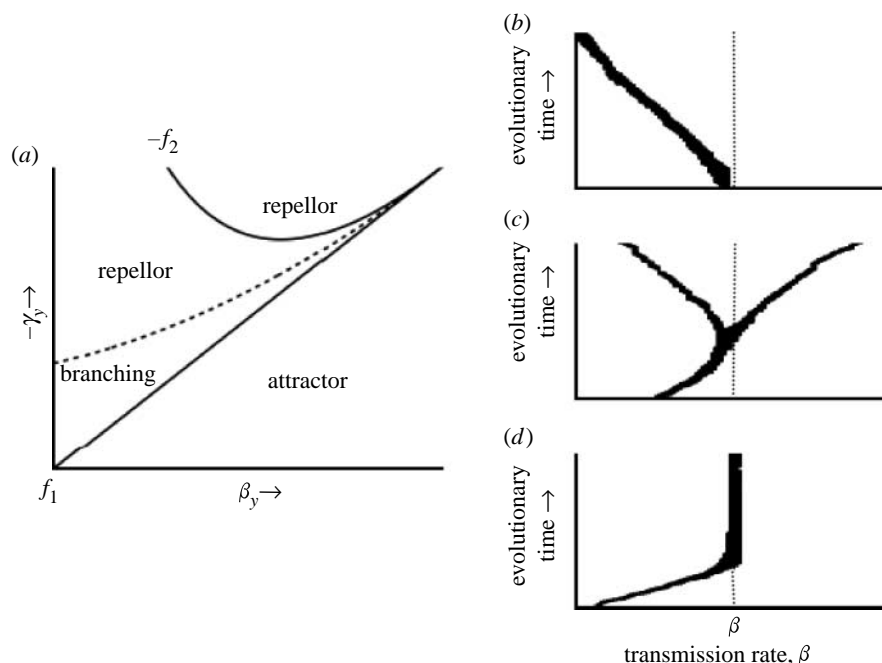 (a)
–f2
repellor
repellor
–γy→
branching
attractor
f1
βy→
(b)
evolutionary
time →
(c)
evolutionary
time →
(d)
evolutionary
time →
β
transmission rate, β